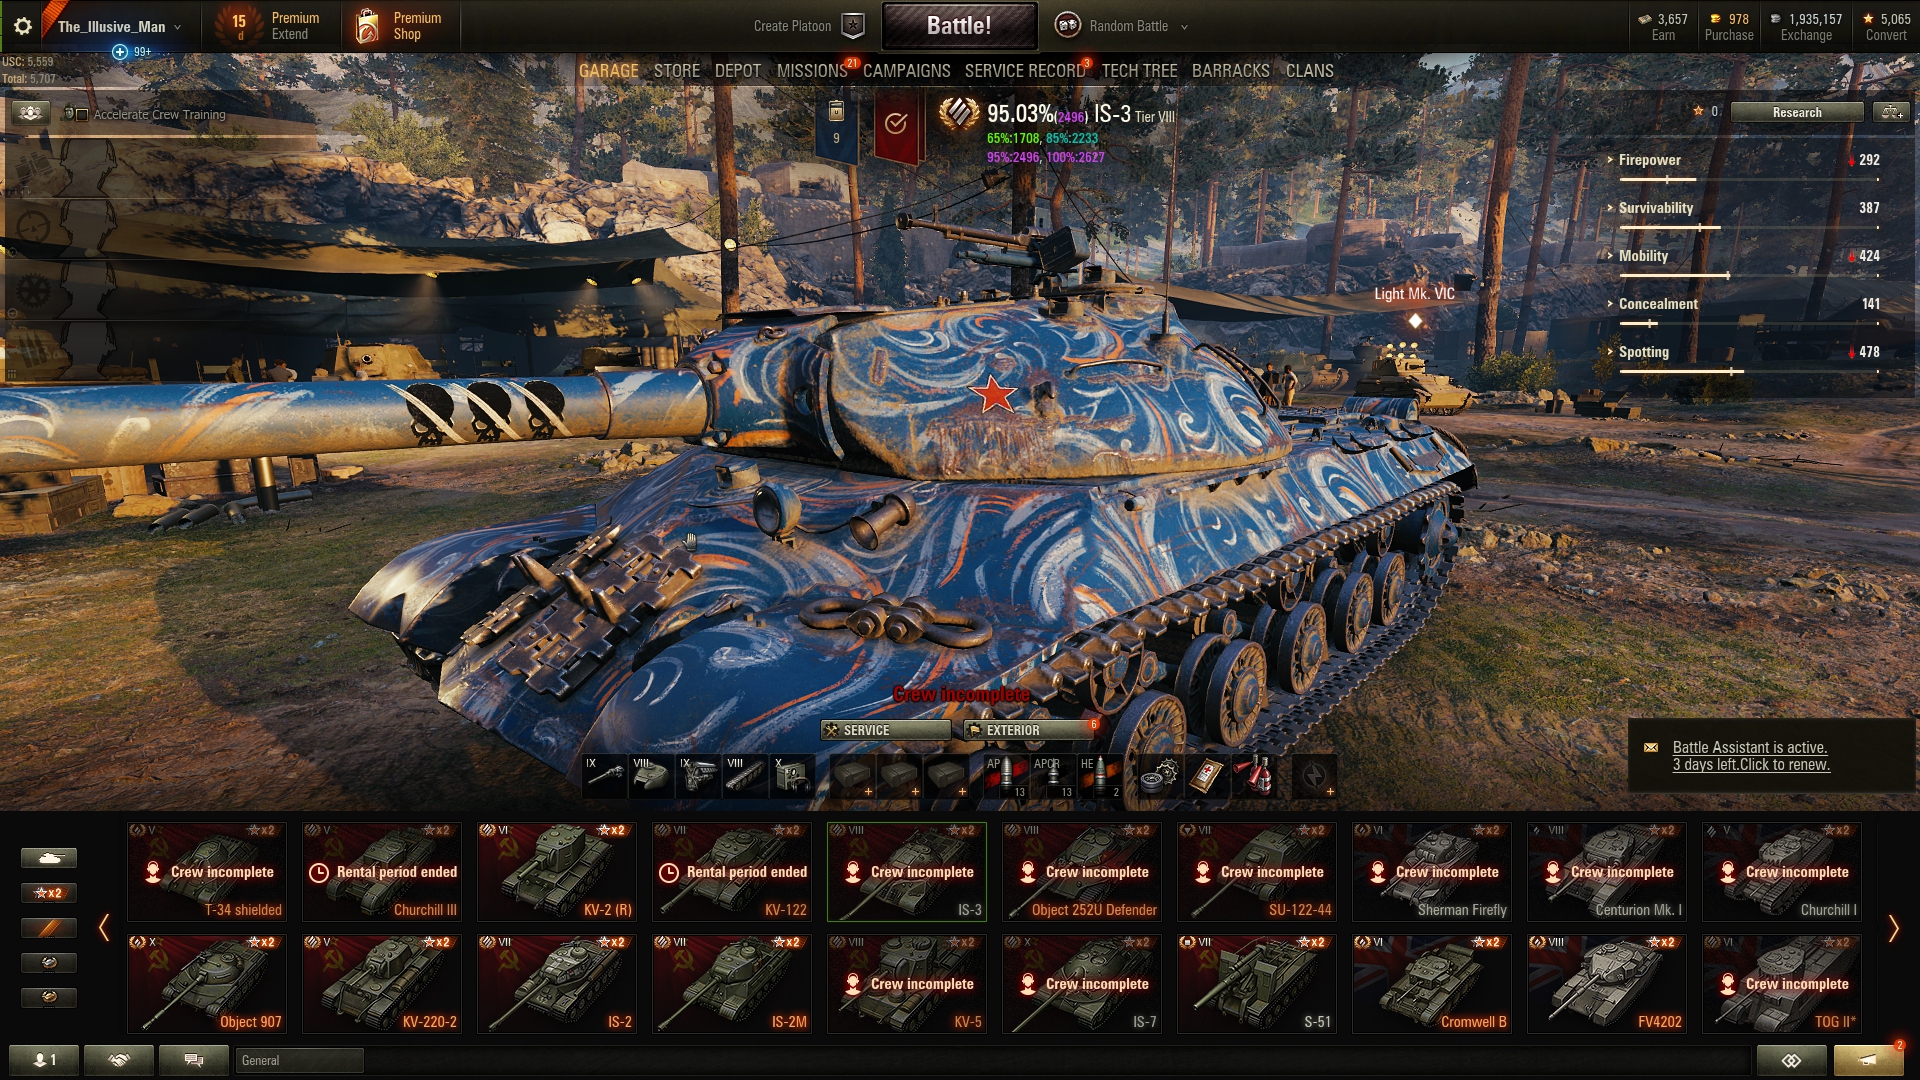 The_Illusive_Man
99+
15
d
Premium
Extend
Premium
Shop
Create Platoon
Battle!
Random Battle
3,657
Earn
978
Purchase
1,935,157
Exchange
5,065
Convert
USC: 5,559
Total: 5,707
GARAGE STORE DEPOT MISSIONS 21 CAMPAIGNS SERVICE RECORD 3 TECH TREE BARRACKS CLANS
Accelerate Crew Training
9
95.03%(2496) IS-3 Tier VIII
65%:1708, 85%:2233
95%:2496, 100%:2627
0
Research
Firepower 292
Survivability 387
Mobility 424
Concealment 141
Spotting 478
Light Mk. VIC
Crew incomplete
SERVICE
EXTERIOR 6
IX VIII IX VIII X
AP 13 APCR 13 HE 2
Battle Assistant is active.
3 days left.Click to renew.
x2
V x2 Crew incomplete T-34 shielded
V x2 Rental period ended Churchill III
VI x2 KV-2 (R)
VII x2 Rental period ended KV-122
VIII x2 Crew incomplete IS-3
VIII x2 Crew incomplete Object 252U Defender
VII x2 Crew incomplete SU-122-44
VI x2 Crew incomplete Sherman Firefly
VIII x2 Crew incomplete Centurion Mk. I
V x2 Crew incomplete Churchill I
X x2 Object 907
V x2 KV-220-2
VII x2 IS-2
VII x2 IS-2M
VIII x2 Crew incomplete KV-5
X x2 Crew incomplete IS-7
VII x2 S-51
VI x2 Cromwell B
VIII x2 FV4202
VI x2 Crew incomplete TOG II*
1
General
2